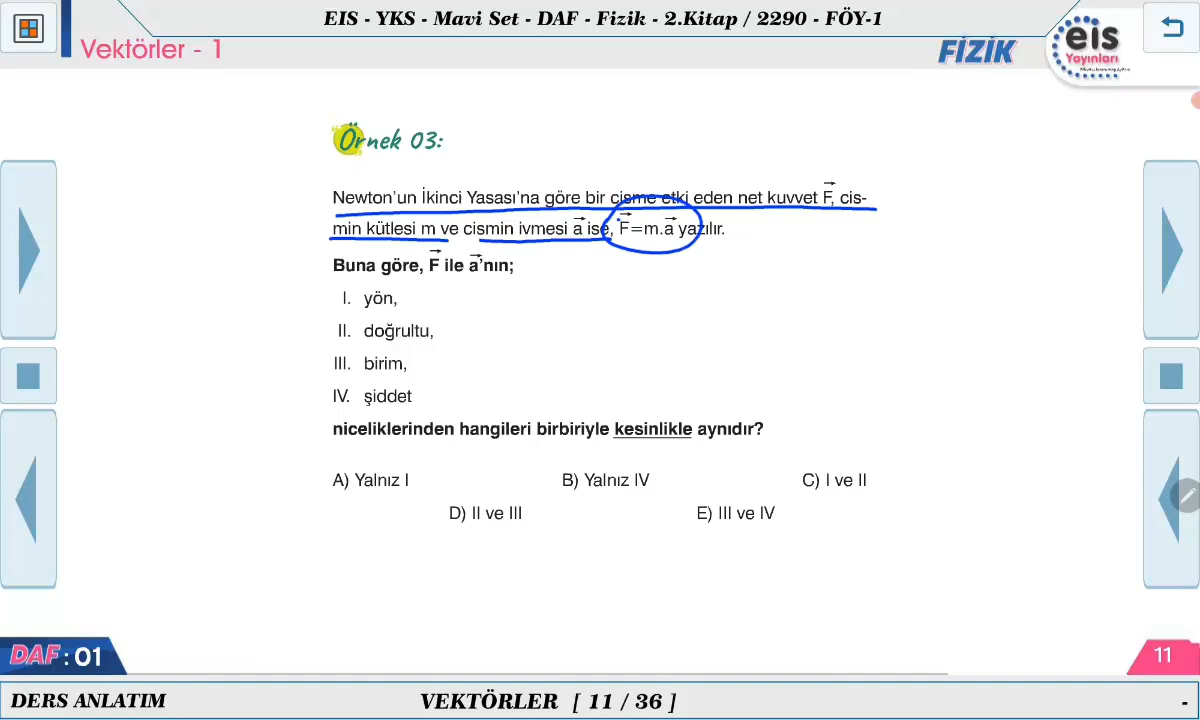 EIS - YKS - Mavi Set - DAF - Fizik - 2.Kitap / 2290 - FÖY-1
Vektörler - 1
FİZİK
eis
Yayınları
Örnek 03:
Newton'un İkinci Yasası'na göre bir cisme etki eden net kuvvet F⃗, cis-
min kütlesi m ve cismin ivmesi a⃗ ise, F⃗=m.a⃗ yazılır.
Buna göre, F⃗ ile a⃗'nın;
I. yön,
II. doğrultu,
III. birim,
IV. şiddet
niceliklerinden hangileri birbiriyle kesinlikle aynıdır?
A) Yalnız I B) Yalnız IV C) I ve II
D) II ve III E) III ve IV
DAF : 01
11
DERS ANLATIM VEKTÖRLER [ 11 / 36 ] -